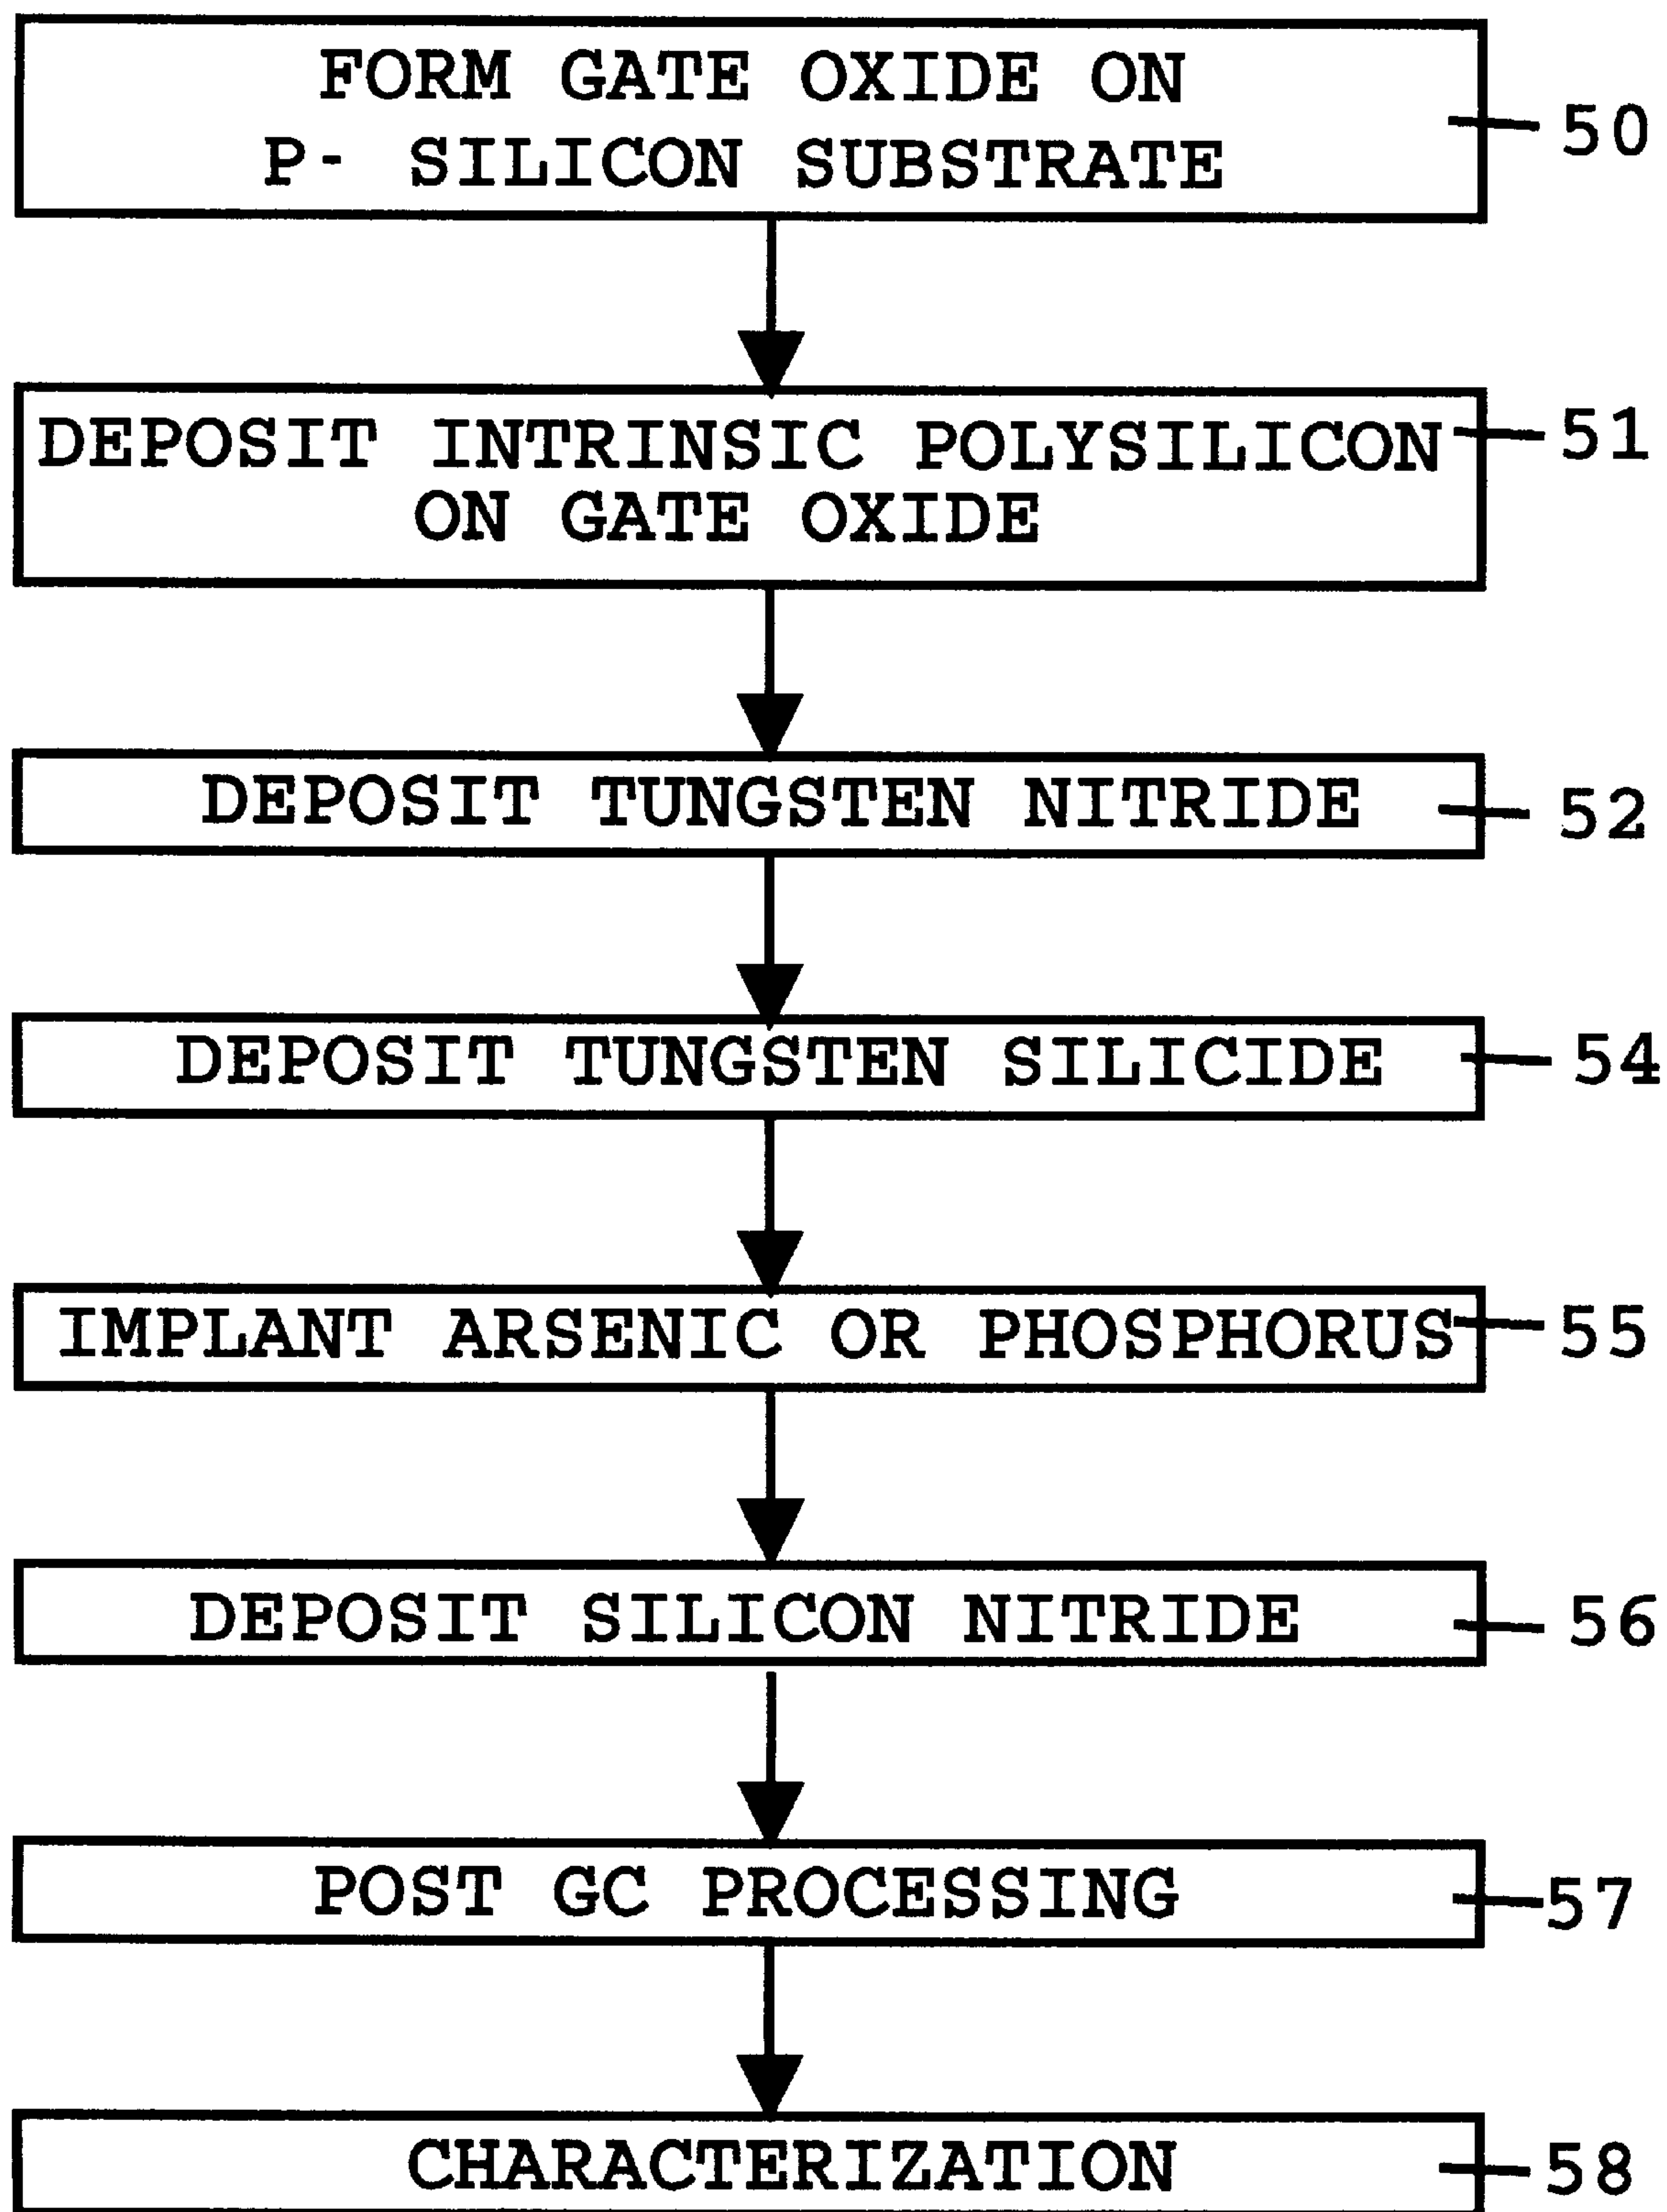 FORM GATE OXIDE ON
P- SILICON SUBSTRATE
50
DEPOSIT INTRINSIC POLYSILICON
ON GATE OXIDE
51
DEPOSIT TUNGSTEN NITRIDE
52
DEPOSIT TUNGSTEN SILICIDE
54
IMPLANT ARSENIC OR PHOSPHORUS
55
DEPOSIT SILICON NITRIDE
56
POST GC PROCESSING
57
CHARACTERIZATION
58